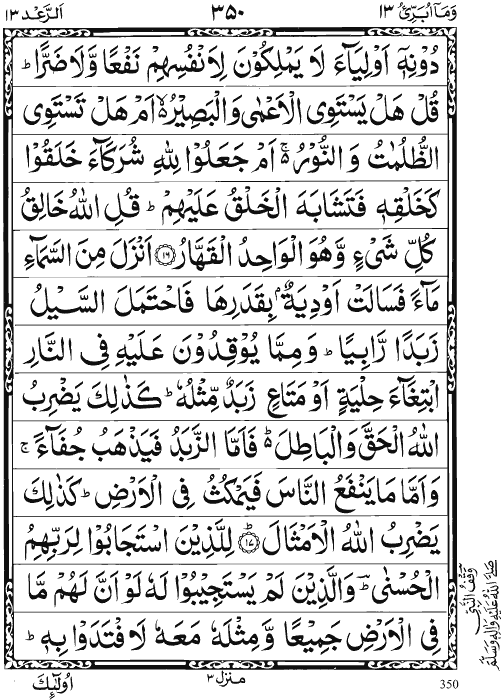 وَمَآ اُبَرِّئُ ١٣ ٣٥٠ اَلرَّعْد ١٣
دُوْنِهٖٓ اَوْلِيَآءَ لَا يَمْلِكُوْنَ لِاَنْفُسِهِمْ نَفْعًا وَّلَا ضَرًّا ؕ
قُلْ هَلْ يَسْتَوِى الْاَعْمٰى وَالْبَصِيْرُ ۙ اَمْ هَلْ تَسْتَوِى
الظُّلُمٰتُ وَ النُّوْرُ ۚ اَمْ جَعَلُوْا لِلّٰهِ شُرَكَآءَ خَلَقُوْا
كَخَلْقِهٖ فَتَشَابَهَ الْخَلْقُ عَلَيْهِمْ ؕ قُلِ اللّٰهُ خَالِقُ
كُلِّ شَىْءٍ وَّهُوَ الْوَاحِدُ الْقَهَّارُ ﴿١٦﴾ اَنْزَلَ مِنَ السَّمَآءِ
مَآءً فَسَالَتْ اَوْدِيَةٌۢ بِقَدَرِهَا فَاحْتَمَلَ السَّيْلُ
زَبَدًا رَّابِيًا ؕ وَمِمَّا يُوْقِدُوْنَ عَلَيْهِ فِى النَّارِ
ابْتِغَآءَ حِلْيَةٍ اَوْ مَتَاعٍ زَبَدٌ مِّثْلُهٗ ؕ كَذٰلِكَ يَضْرِبُ
اللّٰهُ الْحَقَّ وَالْبَاطِلَ ؕ فَاَمَّا الزَّبَدُ فَيَذْهَبُ جُفَآءً ۚ
وَاَمَّا مَا يَنْفَعُ النَّاسَ فَيَمْكُثُ فِى الْاَرْضِ ؕ كَذٰلِكَ
يَضْرِبُ اللّٰهُ الْاَمْثَالَ ؕ ﴿١٧﴾ لِلَّذِيْنَ اسْتَجَابُوْا لِرَبِّهِمُ
الْحُسْنٰى ؕ وَالَّذِيْنَ لَمْ يَسْتَجِيْبُوْا لَهٗ لَوْ اَنَّ لَهُمْ مَّا
فِى الْاَرْضِ جَمِيْعًا وَّمِثْلَهٗ مَعَهٗ لَافْتَدَوْا بِهٖ ؕ
وقف النبی صلی اللہ علیہ واٰلہ وسلم
اُولٰٓئِكَ منزل ٣ 350